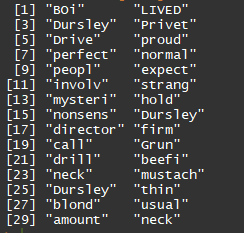 [1] "BOi" "LIVED"
[3] "Dursley" "Privet"
[5] "Drive" "proud"
[7] "perfect" "normal"
[9] "peopl" "expect"
[11] "involv" "strang"
[13] "mysteri" "hold"
[15] "nonsens" "Dursley"
[17] "director" "firm"
[19] "call" "Grun"
[21] "drill" "beefi"
[23] "neck" "mustach"
[25] "Dursley" "thin"
[27] "blond" "usual"
[29] "amount" "neck"